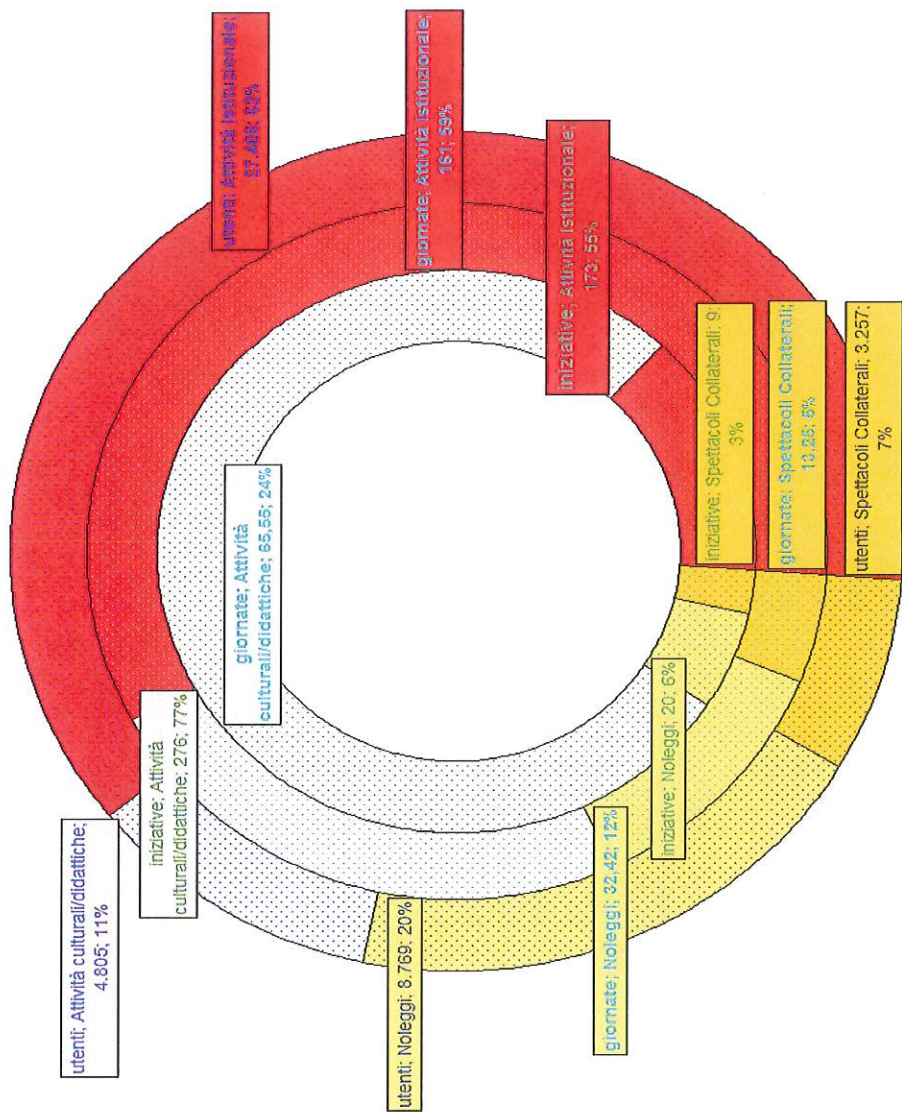 utenti; Attività Istituzionale;
27.488; 62%
giornate; Attività Istituzionale;
161; 59%
iniziative; Attività Istituzionale;
173; 55%
iniziative; Spettacoli Collaterali; 9;
3%
giornate; Spettacoli Collaterali;
13,25; 5%
utenti; Spettacoli Collaterali; 3.257;
7%
giornate; Attività
culturali/didattiche; 65,55; 24%
iniziative; Attività
culturali/didattiche; 276; 77%
utenti; Attività culturali/didattiche;
4.805; 11%
utenti; Noleggi; 8.769; 20%
giornate; Noleggi; 32,42; 12%
iniziative; Noleggi; 20; 6%